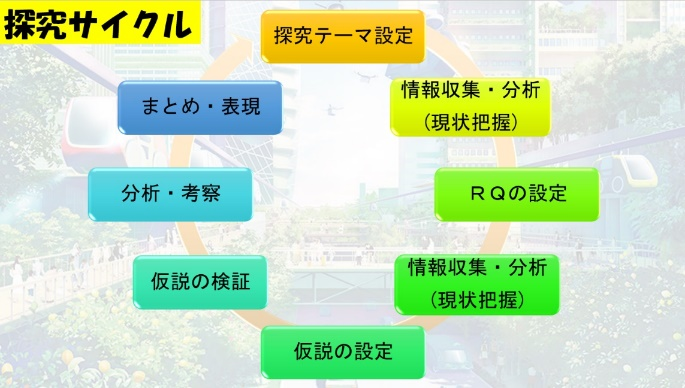 探究サイクル
探究テーマ設定
情報収集・分析
(現状把握)
ＲＱの設定
情報収集・分析
(現状把握)
仮説の設定
仮説の検証
分析・考察
まとめ・表現